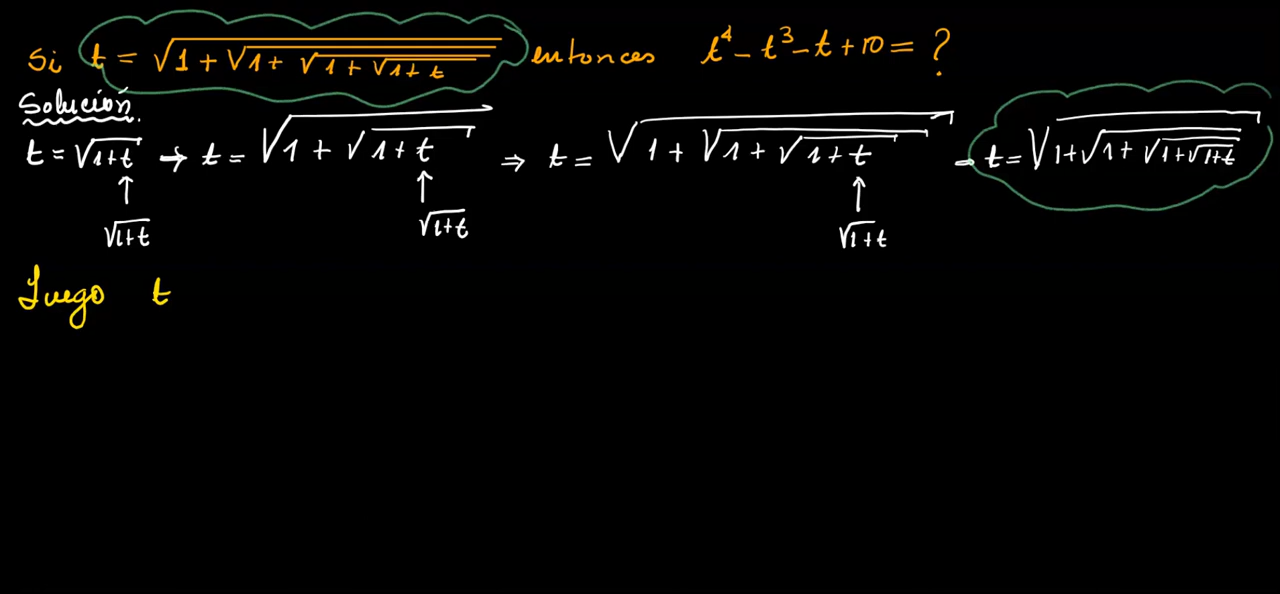 Si t = √(1 + √(1 + √(1 + √(1 + t)))) entonces t⁴ - t³ - t + 10 = ?
Solución.
t = √(1+t) → t = √(1 + √(1 + t)) ⇒ t = √(1 + √(1 + √(1 + t))) → t = √(1+√(1+√(1+√(1+t))))
↑ ↑ ↑
√(1+t) √(1+t) √(1+t)
Luego t